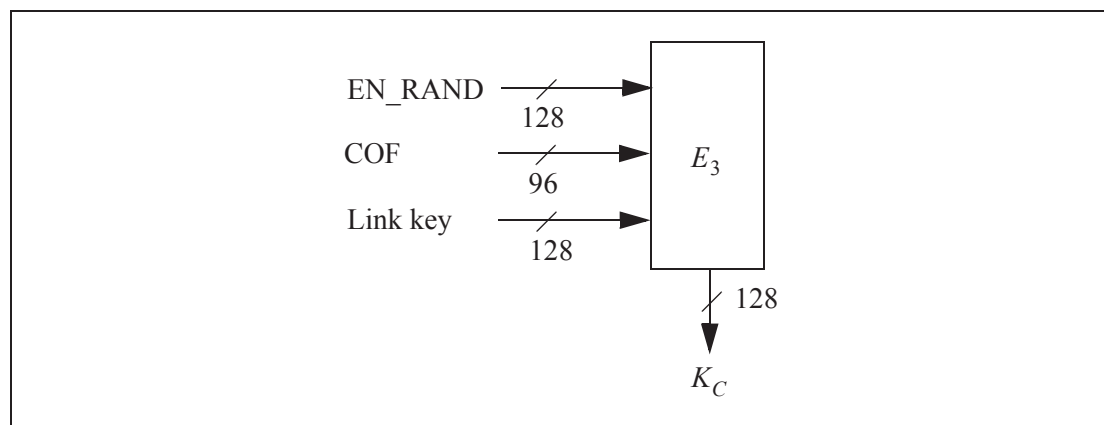 EN_RAND
128
COF
96
Link key
128
E3
128
KC